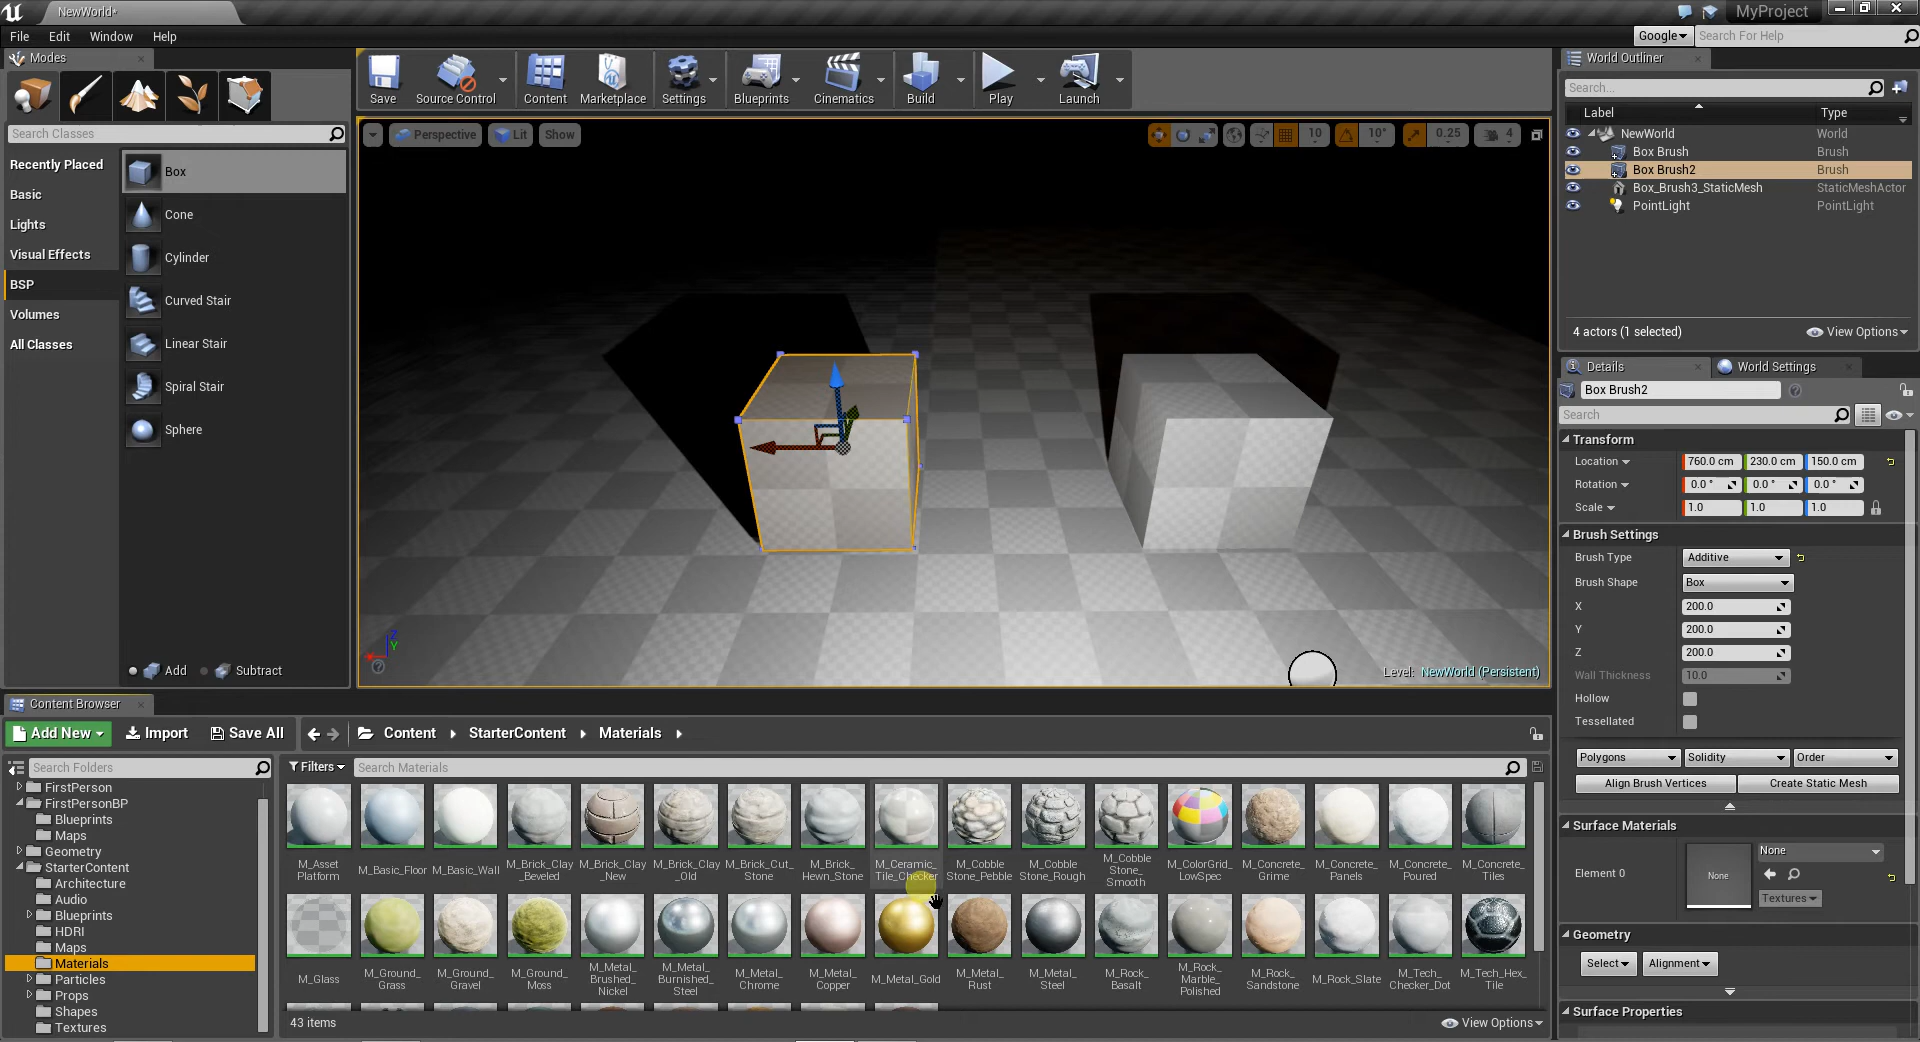 NewWorld*
MyProject
File Edit Window Help
Google
Search For Help
Modes
Search Classes
Recently Placed
Basic
Lights
Visual Effects
BSP
Volumes
All Classes
Box
Cone
Cylinder
Curved Stair
Linear Stair
Spiral Stair
Sphere
Add
Subtract
Save
Source Control
Content
Marketplace
Settings
Blueprints
Cinematics
Build
Play
Launch
Perspective
Lit
Show
10
10°
0.25
4
Z
Y
Level: NewWorld (Persistent)
World Outliner
Search...
Label Type
NewWorld World
Box Brush Brush
Box Brush2 Brush
Box_Brush3_StaticMesh StaticMeshActor
PointLight PointLight
4 actors (1 selected)
View Options
Details
World Settings
Box Brush2
Search
Transform
Location 760.0 cm 230.0 cm 150.0 cm
Rotation 0.0 ° 0.0 ° 0.0 °
Scale 1.0 1.0 1.0
Brush Settings
Brush Type Additive
Brush Shape Box
X 200.0
Y 200.0
Z 200.0
Wall Thickness 10.0
Hollow
Tessellated
Polygons Solidity Order
Align Brush Vertices Create Static Mesh
Surface Materials
Element 0
None
None
Textures
Geometry
Select Alignment
Surface Properties
Content Browser
Add New Import Save All
Content StarterContent Materials
Search Folders
FirstPerson
FirstPersonBP
Blueprints
Maps
Geometry
StarterContent
Architecture
Audio
Blueprints
HDRI
Maps
Materials
Particles
Props
Shapes
Textures
Filters
Search Materials
M_Asset
Platform
M_Basic_Floor
M_Basic_Wall
M_Brick_Clay_
Beveled
M_Brick_Clay
_New
M_Brick_Clay
_Old
M_Brick_Cut_
Stone
M_Brick_
Hewn_Stone
M_Ceramic_
Tile_Checker
M_Cobble
Stone_Pebble
M_Cobble
Stone_Rough
M_Cobble
Stone_
Smooth
M_ColorGrid_
LowSpec
M_Concrete_
Grime
M_Concrete_
Panels
M_Concrete_
Poured
M_Concrete_
Tiles
M_Glass
M_Ground_
Grass
M_Ground_
Gravel
M_Ground_
Moss
M_Metal_
Brushed_
Nickel
M_Metal_
Burnished_
Steel
M_Metal_
Chrome
M_Metal_
Copper
M_Metal_Gold
M_Metal_
Rust
M_Metal_
Steel
M_Rock_
Basalt
M_Rock_
Marble_
Polished
M_Rock_
Sandstone
M_Rock_Slate
M_Tech_
Checker_Dot
M_Tech_Hex_
Tile
43 items
View Options